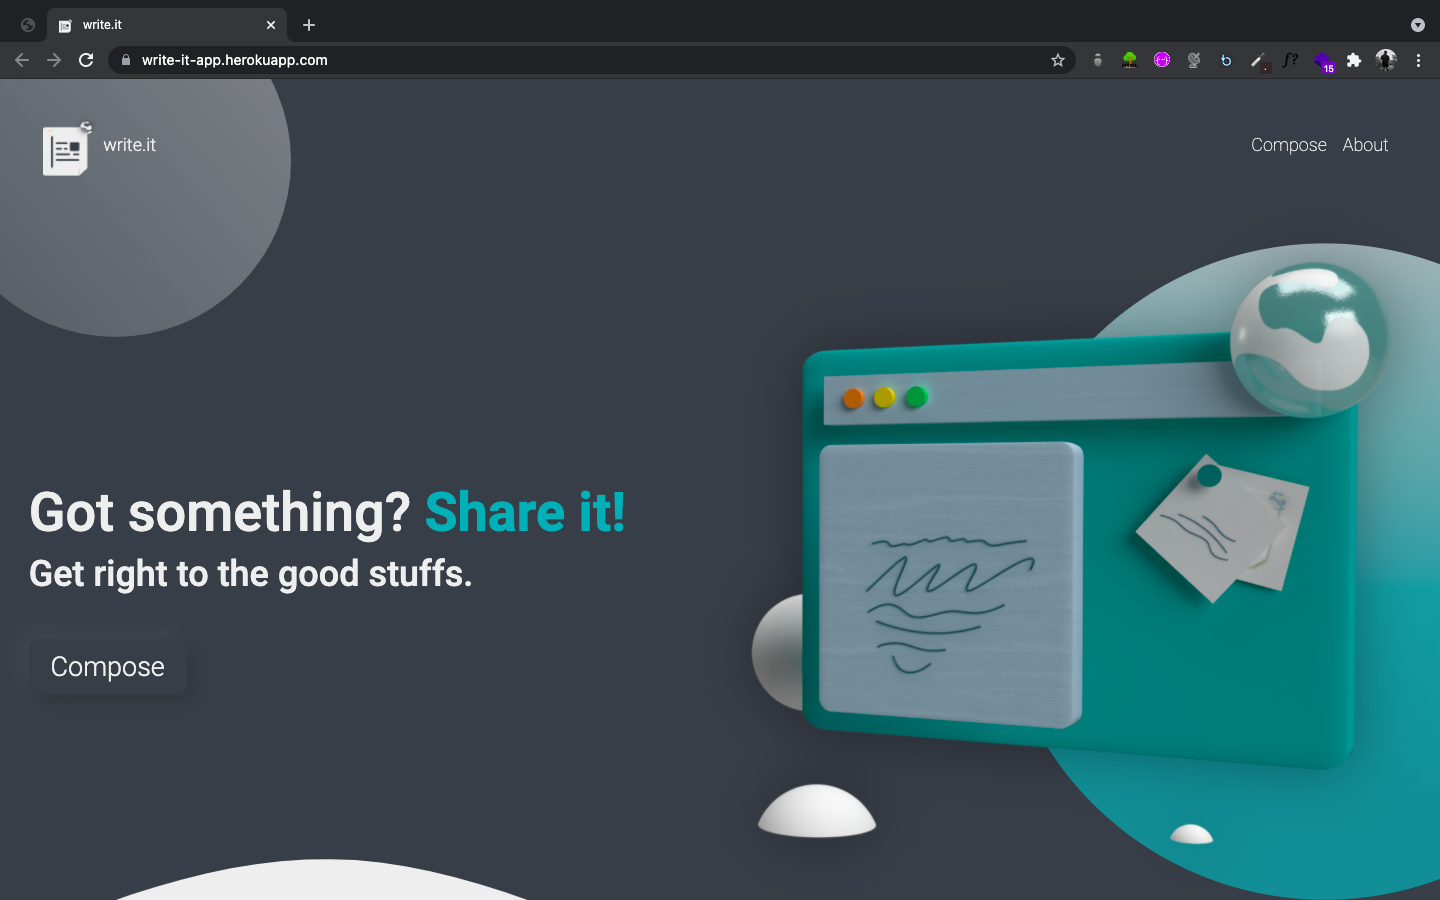 write.it
write-it-app.herokuapp.com
f?
15
write.it
Compose About
Got something? Share it!
Get right to the good stuffs.
Compose